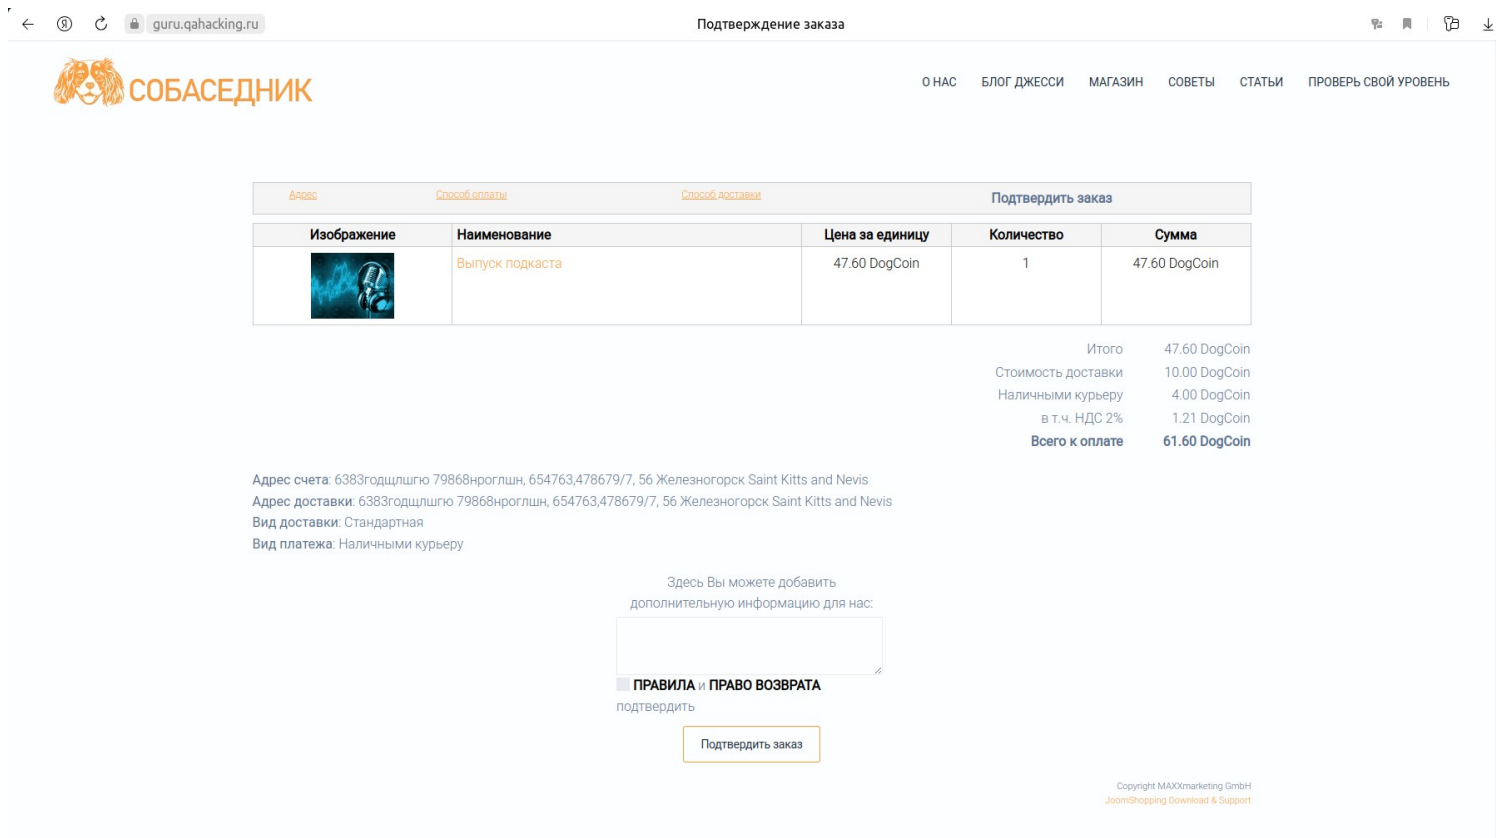 guru.qahacking.ru
Подтверждение заказа
СОБАСЕДНИК
О НАС БЛОГ ДЖЕССИ МАГАЗИН СОВЕТЫ СТАТЬИ ПРОВЕРЬ СВОЙ УРОВЕНЬ
Адрес Способ оплаты Способ доставки Подтвердить заказ
Изображение Наименование Цена за единицу Количество Сумма
Выпуск подкаста 47.60 DogCoin 1 47.60 DogCoin
Итого 47.60 DogCoin
Стоимость доставки 10.00 DogCoin
Наличными курьеру 4.00 DogCoin
в т.ч. НДС 2% 1.21 DogCoin
Всего к оплате 61.60 DogCoin
Адрес счета: 6383годщлшгю 79868нроглшн, 654763,478679/7, 56 Железногорск Saint Kitts and Nevis
Адрес доставки: 6383годщлшгю 79868нроглшн, 654763,478679/7, 56 Железногорск Saint Kitts and Nevis
Вид доставки: Стандартная
Вид платежа: Наличными курьеру
Здесь Вы можете добавить
дополнительную информацию для нас:
ПРАВИЛА и ПРАВО ВОЗВРАТА
подтвердить
Подтвердить заказ
Copyright MAXXmarketing GmbH
JoomShopping Download & Support